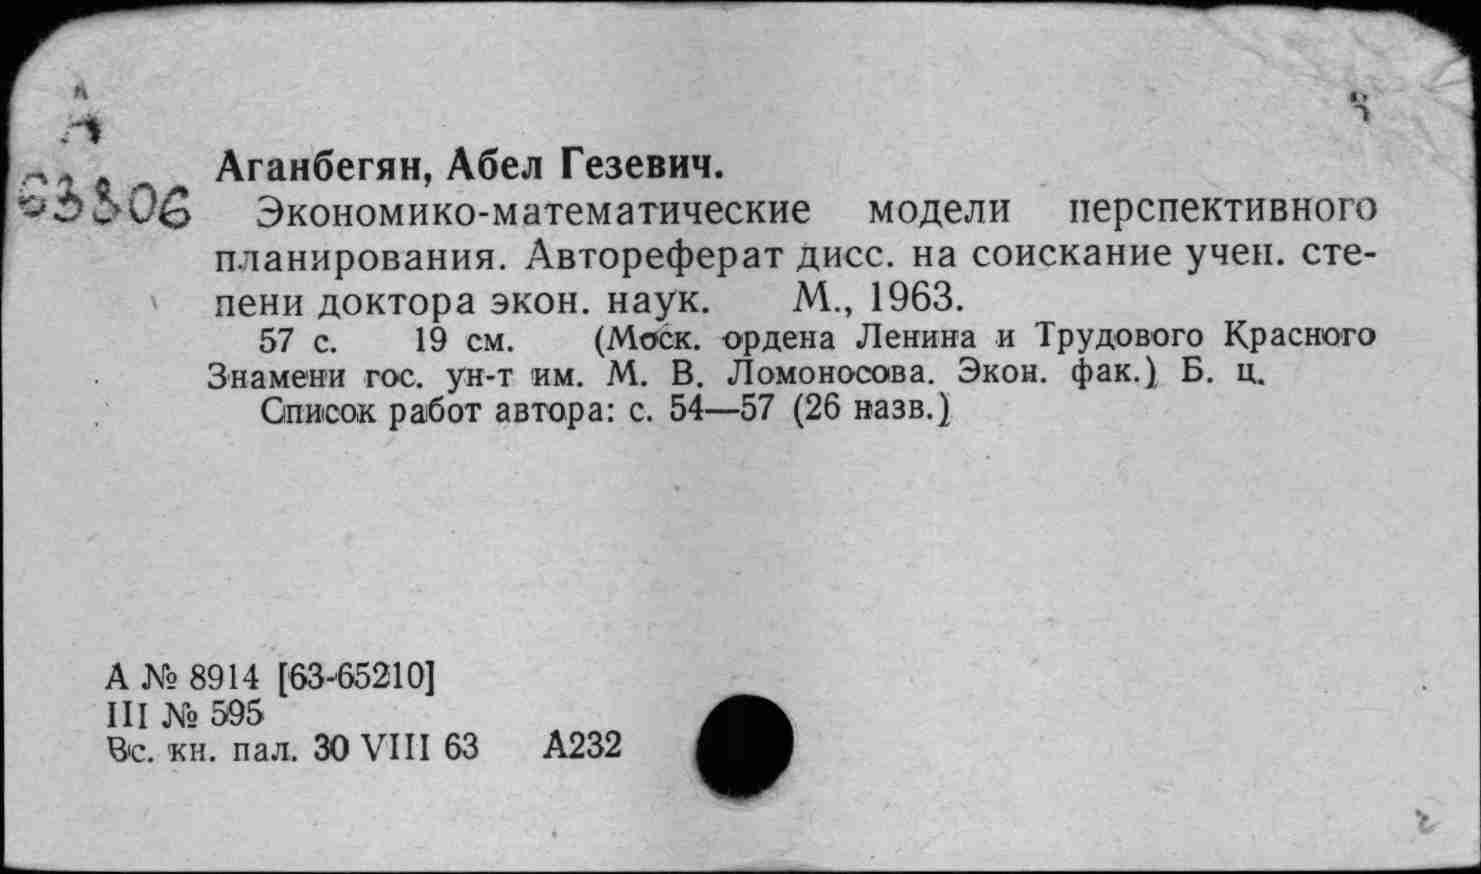 Аганбегян, Абел Гезевич.
Экономико-математические модели перспективного
планирования. Автореферат дисс. на соискание учен. сте-
пени доктора экон. наук. М., 1963.
57 с. 19 см. (Моск. ордена Ленина и Трудового Красного
Знамени гос. ун-т им. М. В. Ломоносова. Экон. фак.) Б. ц.
Список работ автора: с. 54—57 (26 назв.)
А № 8914 [63-65210]
III № 595
Вс. кн. пал. 30 VIII 63 А232